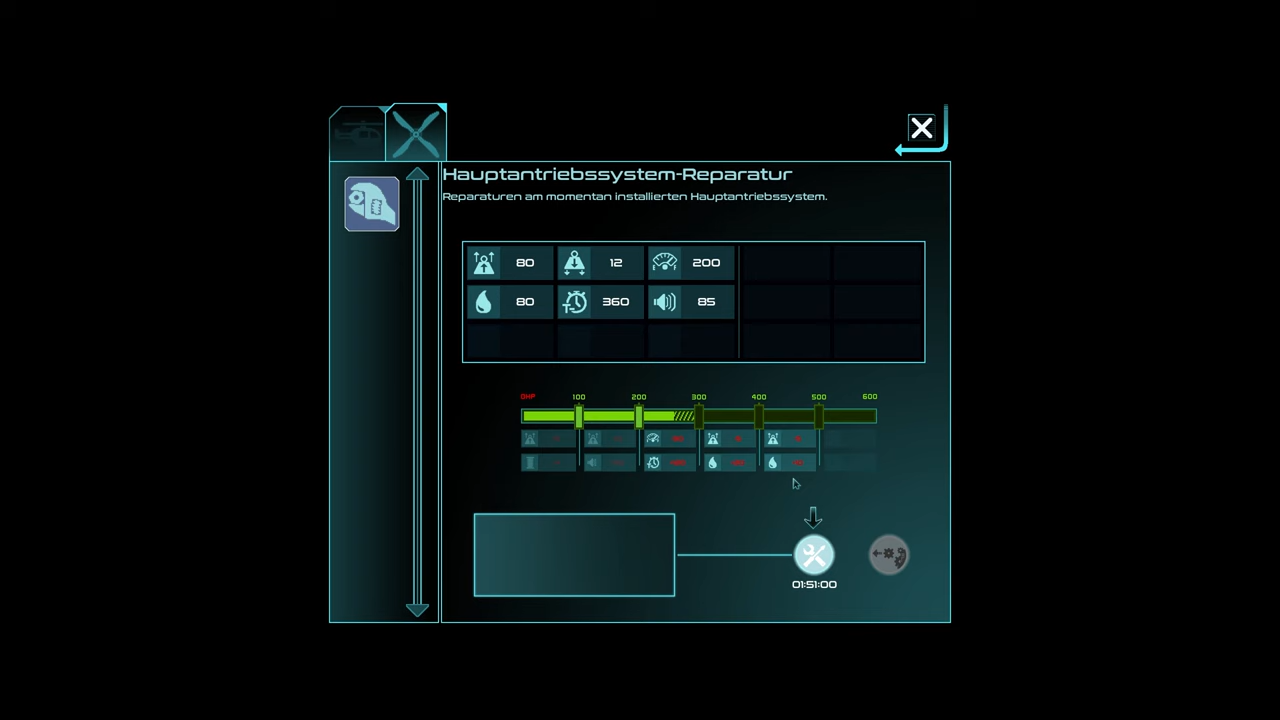 Hauptantriebssystem-Reparatur
Reparaturen am momentan installierten Hauptantriebssystem.
80 12 200
80 360 85
0HP 100 200 300 400 500 600
01:51:00